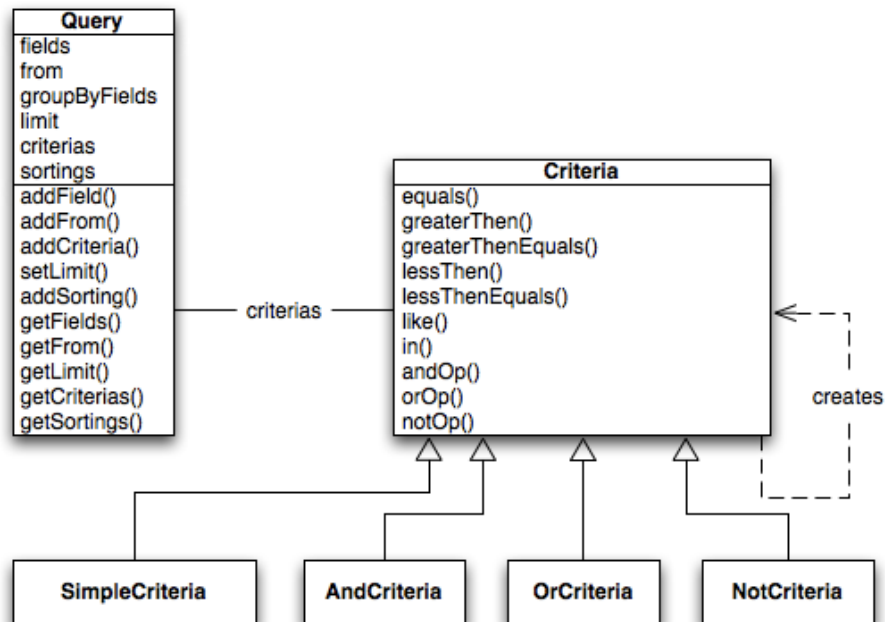 Query
fields
from
groupByFields
limit
criterias
sortings
addField()
addFrom()
addCriteria()
setLimit()
addSorting()
getFields()
getFrom()
getLimit()
getCriterias()
getSortings()
criterias
Criteria
equals()
greaterThen()
greaterThenEquals()
lessThen()
lessThenEquals()
like()
in()
andOp()
orOp()
notOp()
creates
SimpleCriteria
AndCriteria
OrCriteria
NotCriteria